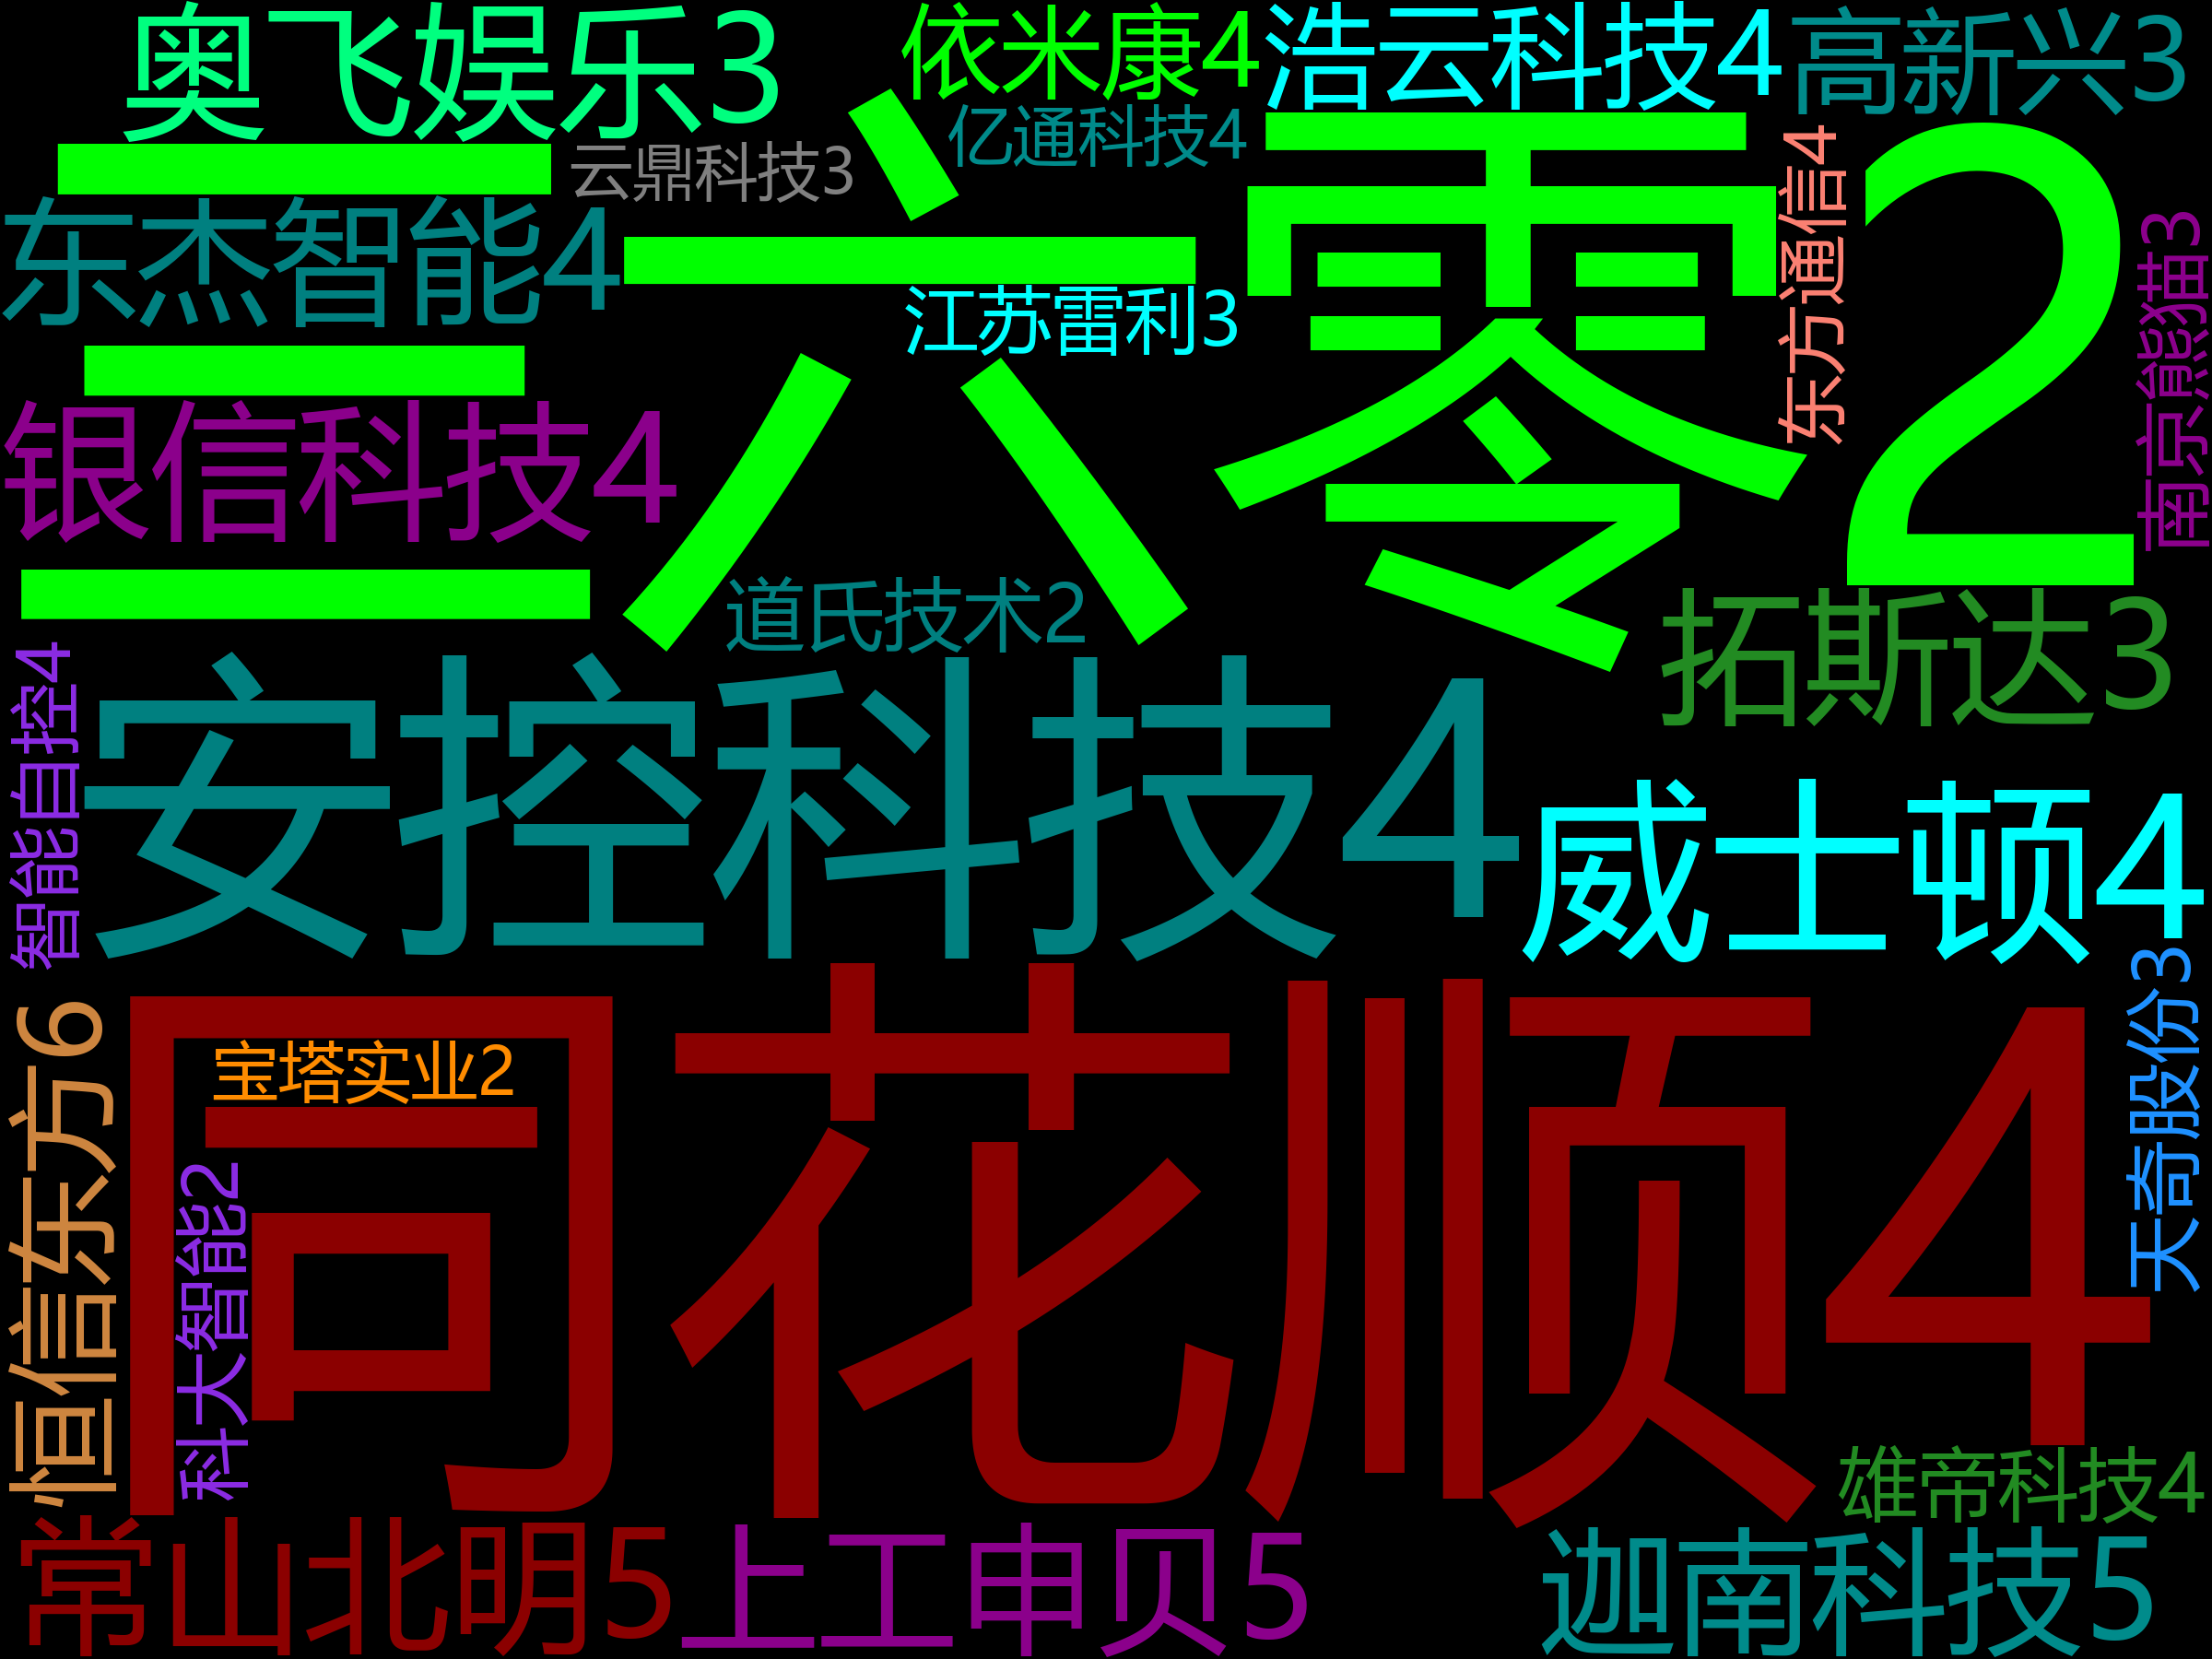 奥飞娱乐3
依米康4
浩云科技4
高新兴3
云鼎科技3
亿通科技4
东杰智能4
三六零2
江苏雷利3
东方通信4
南京熊猫3
银信科技4
道氏技术2
拓斯达3
智能自控4
安控科技4
威士顿4
天奇股份3
恒信东方6
宝塔实业2
科大智能2
同花顺4
雄帝科技4
常山北明5
上工申贝5
迦南科技5